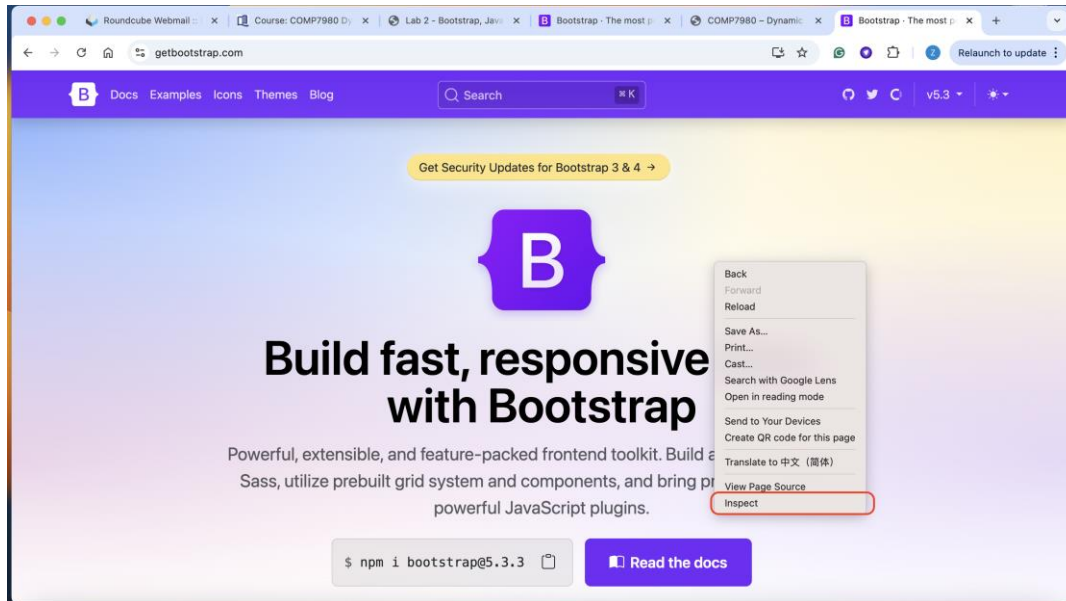 Roundcube Webmail ::
Course: COMP7980 Dy
Lab 2 - Bootstrap, Java
Bootstrap · The most p
COMP7980 – Dynamic
Bootstrap · The most p
getbootstrap.com
Relaunch to update
B
Docs Examples Icons Themes Blog
Search
⌘ K
v5.3
Get Security Updates for Bootstrap 3 & 4 →
B
Build fast, responsive
with Bootstrap
Powerful, extensible, and feature-packed frontend toolkit. Build a
Sass, utilize prebuilt grid system and components, and bring pr
powerful JavaScript plugins.
$ npm i bootstrap@5.3.3
Read the docs
Back
Forward
Reload
Save As...
Print...
Cast...
Search with Google Lens
Open in reading mode
Send to Your Devices
Create QR code for this page
Translate to 中文（简体）
View Page Source
Inspect